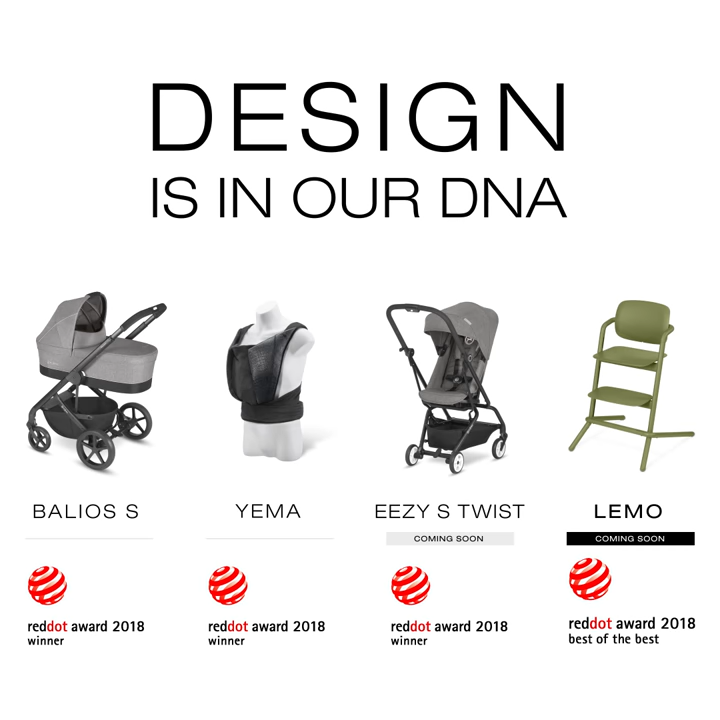 DESIGN
IS IN OUR DNA
BALIOS S
YEMA
EEZY S TWIST
LEMO
COMING SOON
COMING SOON
reddot award 2018
winner
reddot award 2018
winner
reddot award 2018
winner
reddot award 2018
best of the best